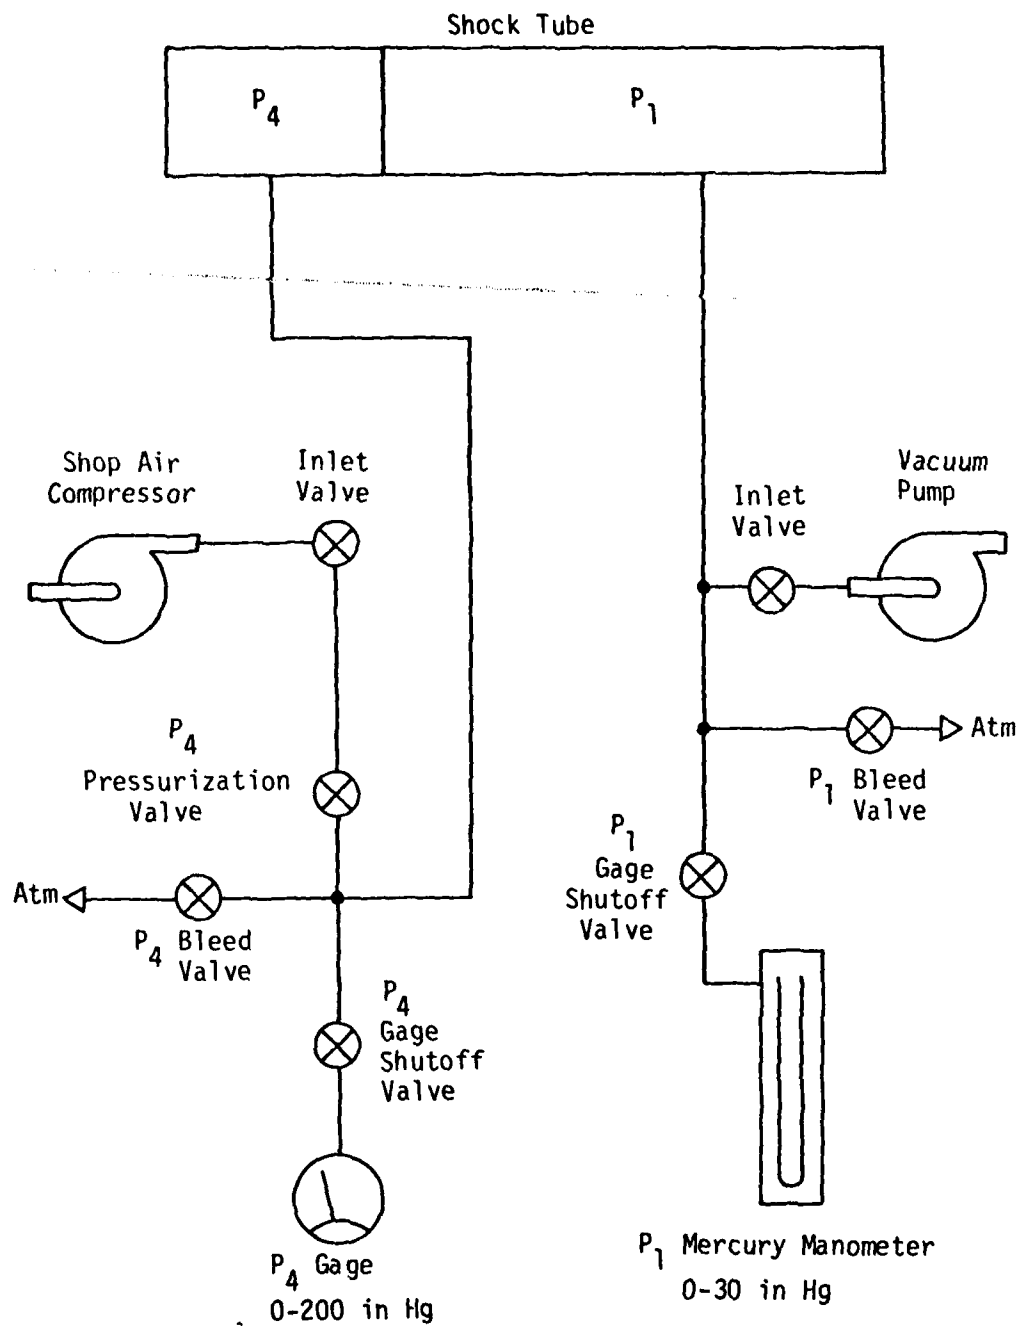 Shock Tube
P4
P1
Shop Air
Compressor
Inlet
Valve
Vacuum
Pump
Inlet
Valve
P4
Pressurization
Valve
Atm
P1 Bleed
Valve
P1
Gage
Shutoff
Valve
Atm
P4 Bleed
Valve
P4
Gage
Shutoff
Valve
P4 Gage
0-200 in Hg
P1 Mercury Manometer
0-30 in Hg